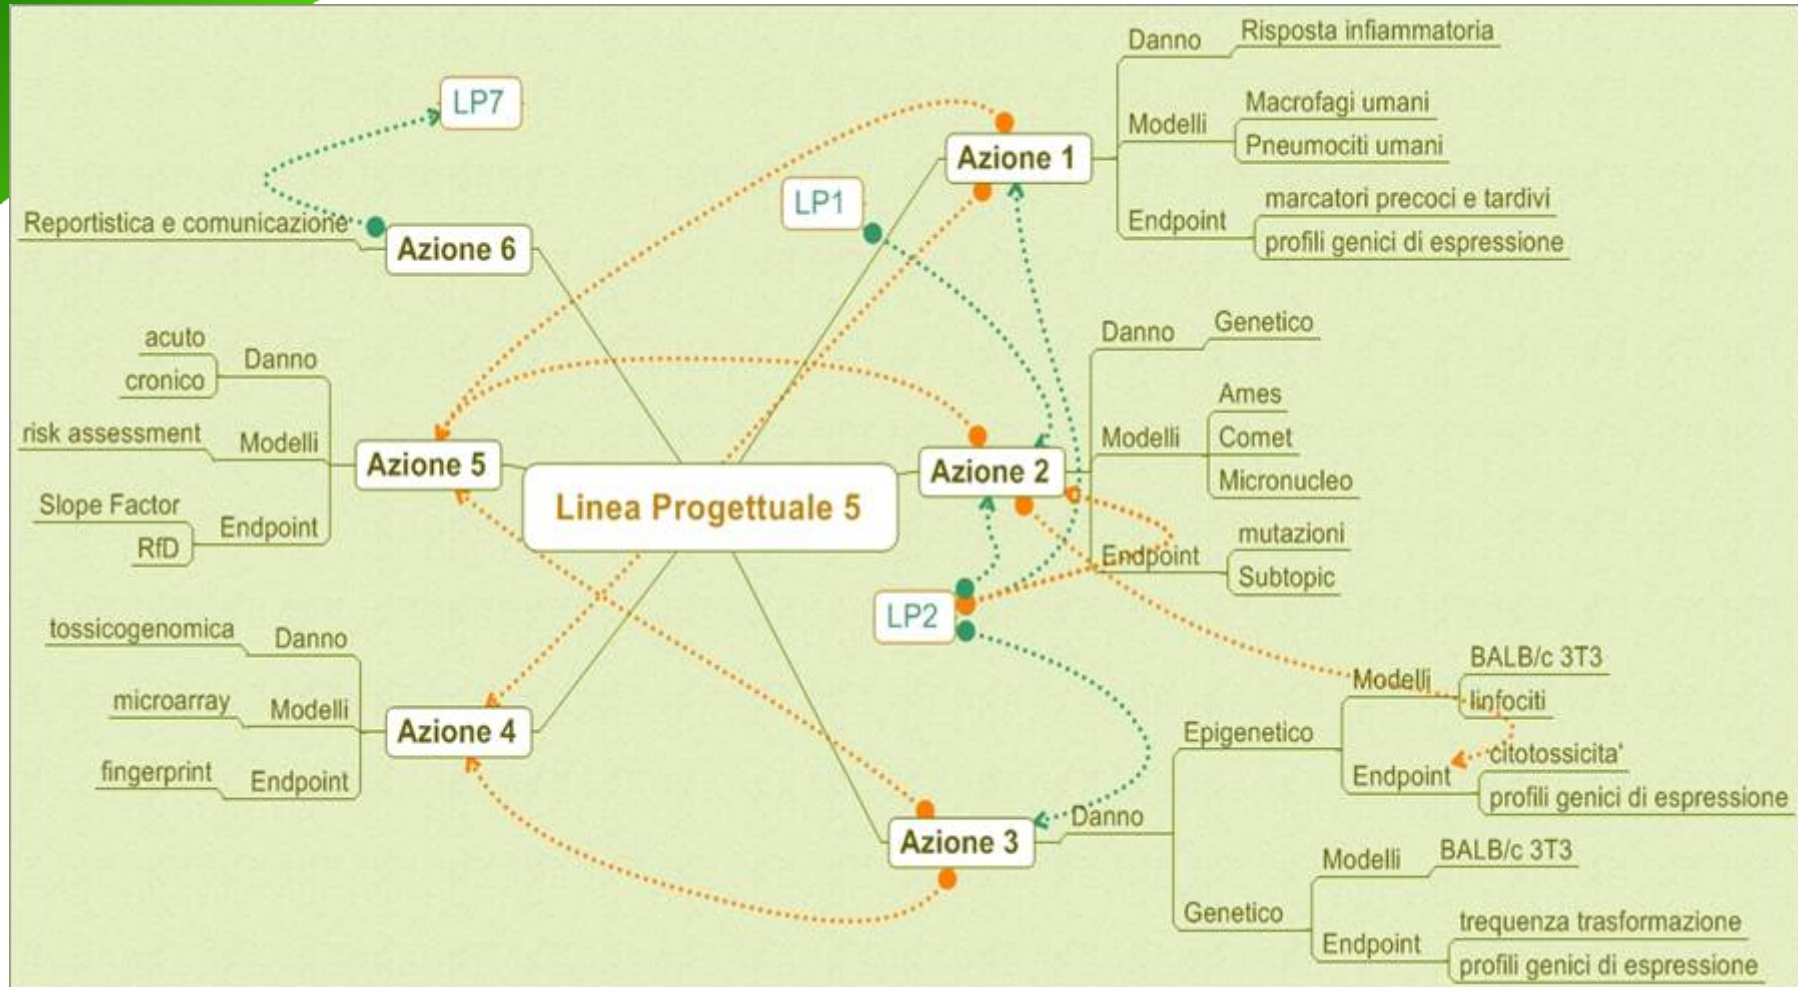 Linea Progettuale 5
Azione 1
Danno
Risposta infiammatoria
Modelli
Macrofagi umani
Pneumociti umani
Endpoint
marcatori precoci e tardivi
profili genici di espressione
LP1
Azione 2
Danno
Genetico
Modelli
Ames
Comet
Micronucleo
Endpoint
mutazioni
Subtopic
LP2
Azione 3
Danno
Epigenetico
Modelli
BALB/c 3T3
linfociti
Endpoint
citotossicita'
profili genici di espressione
Genetico
Modelli
BALB/c 3T3
Endpoint
trequenza trasformazione
profili genici di espressione
Azione 4
Danno
tossicogenomica
Modelli
microarray
Endpoint
fingerprint
Azione 5
Danno
acuto
cronico
Modelli
risk assessment
Endpoint
Slope Factor
RfD
Azione 6
Reportistica e comunicazione
LP7